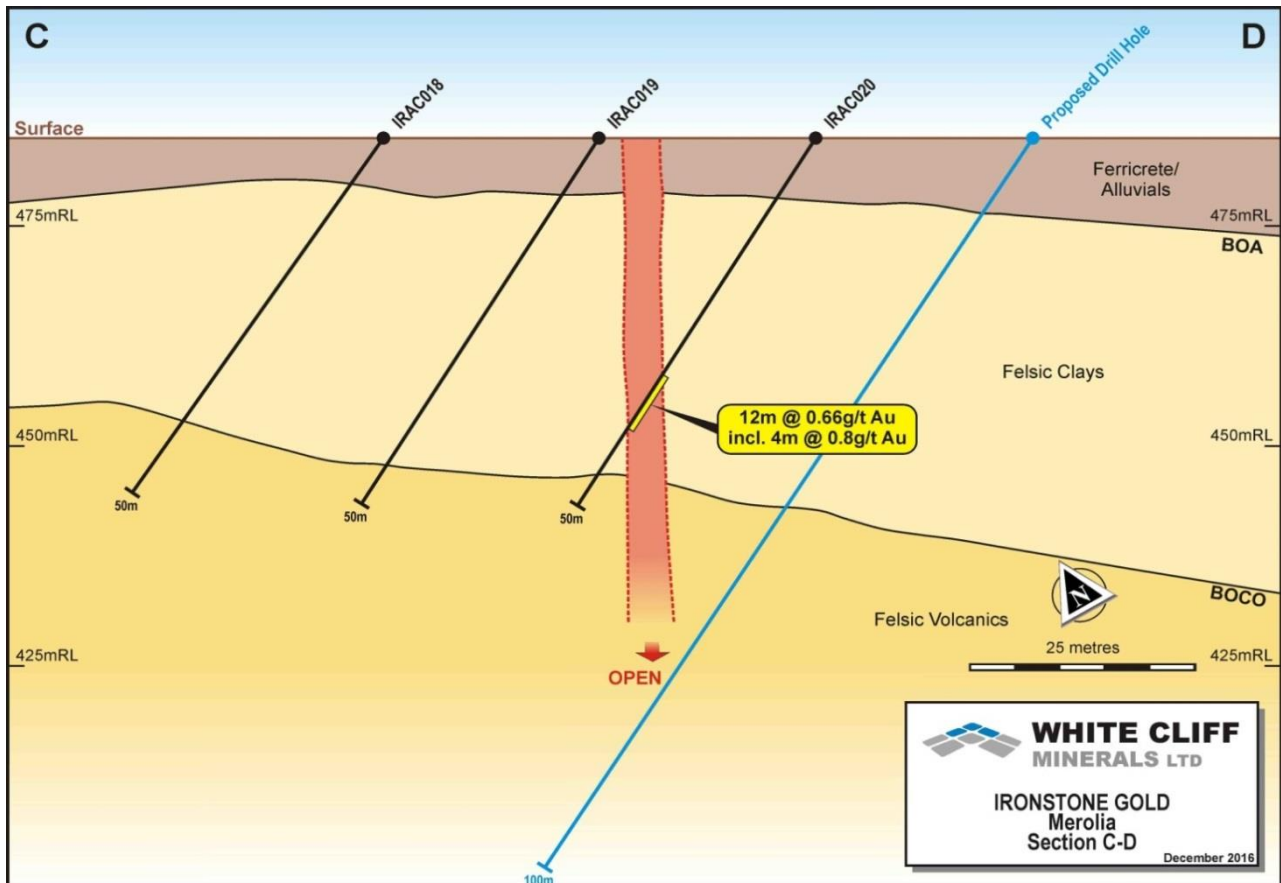 C
D
IRAC018
IRAC019
IRAC020
Proposed Drill Hole
Surface
Ferricrete/
Alluvials
475mRL
475mRL
BOA
Felsic Clays
12m @ 0.66g/t Au
incl. 4m @ 0.8g/t Au
450mRL
450mRL
50m
50m
50m
N
BOCO
Felsic Volcanics
25 metres
425mRL
425mRL
OPEN
WHITE CLIFF
MINERALS LTD
IRONSTONE GOLD
Merolia
Section C-D
December 2016
100m